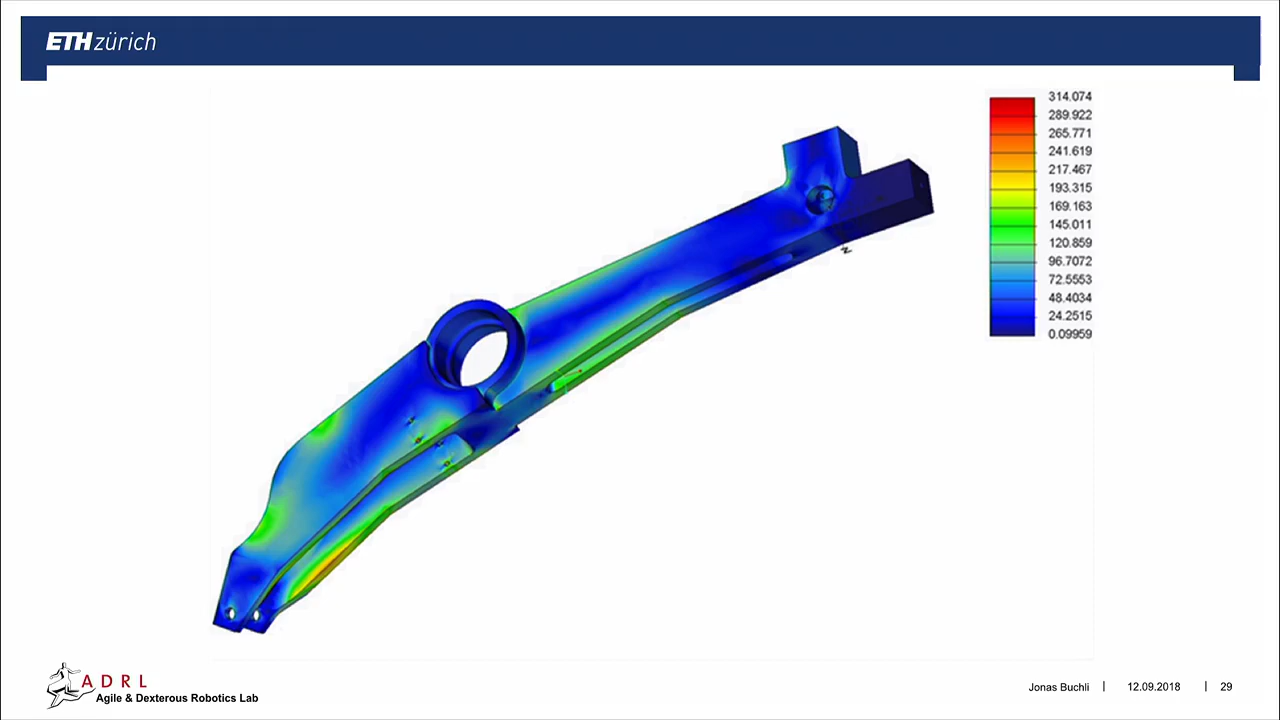 ETH zürich
314.074
289.922
265.771
241.619
217.467
193.315
169.163
145.011
120.859
96.7072
72.5553
48.4034
24.2515
0.09959
Z
A D R L
Agile & Dexterous Robotics Lab
Jonas Buchli | 12.09.2018 | 29